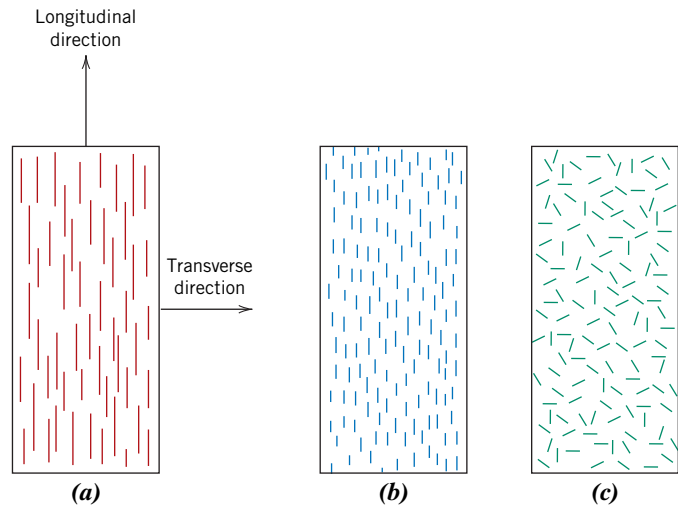 Longitudinal
direction
Transverse
direction
(a)
(b)
(c)